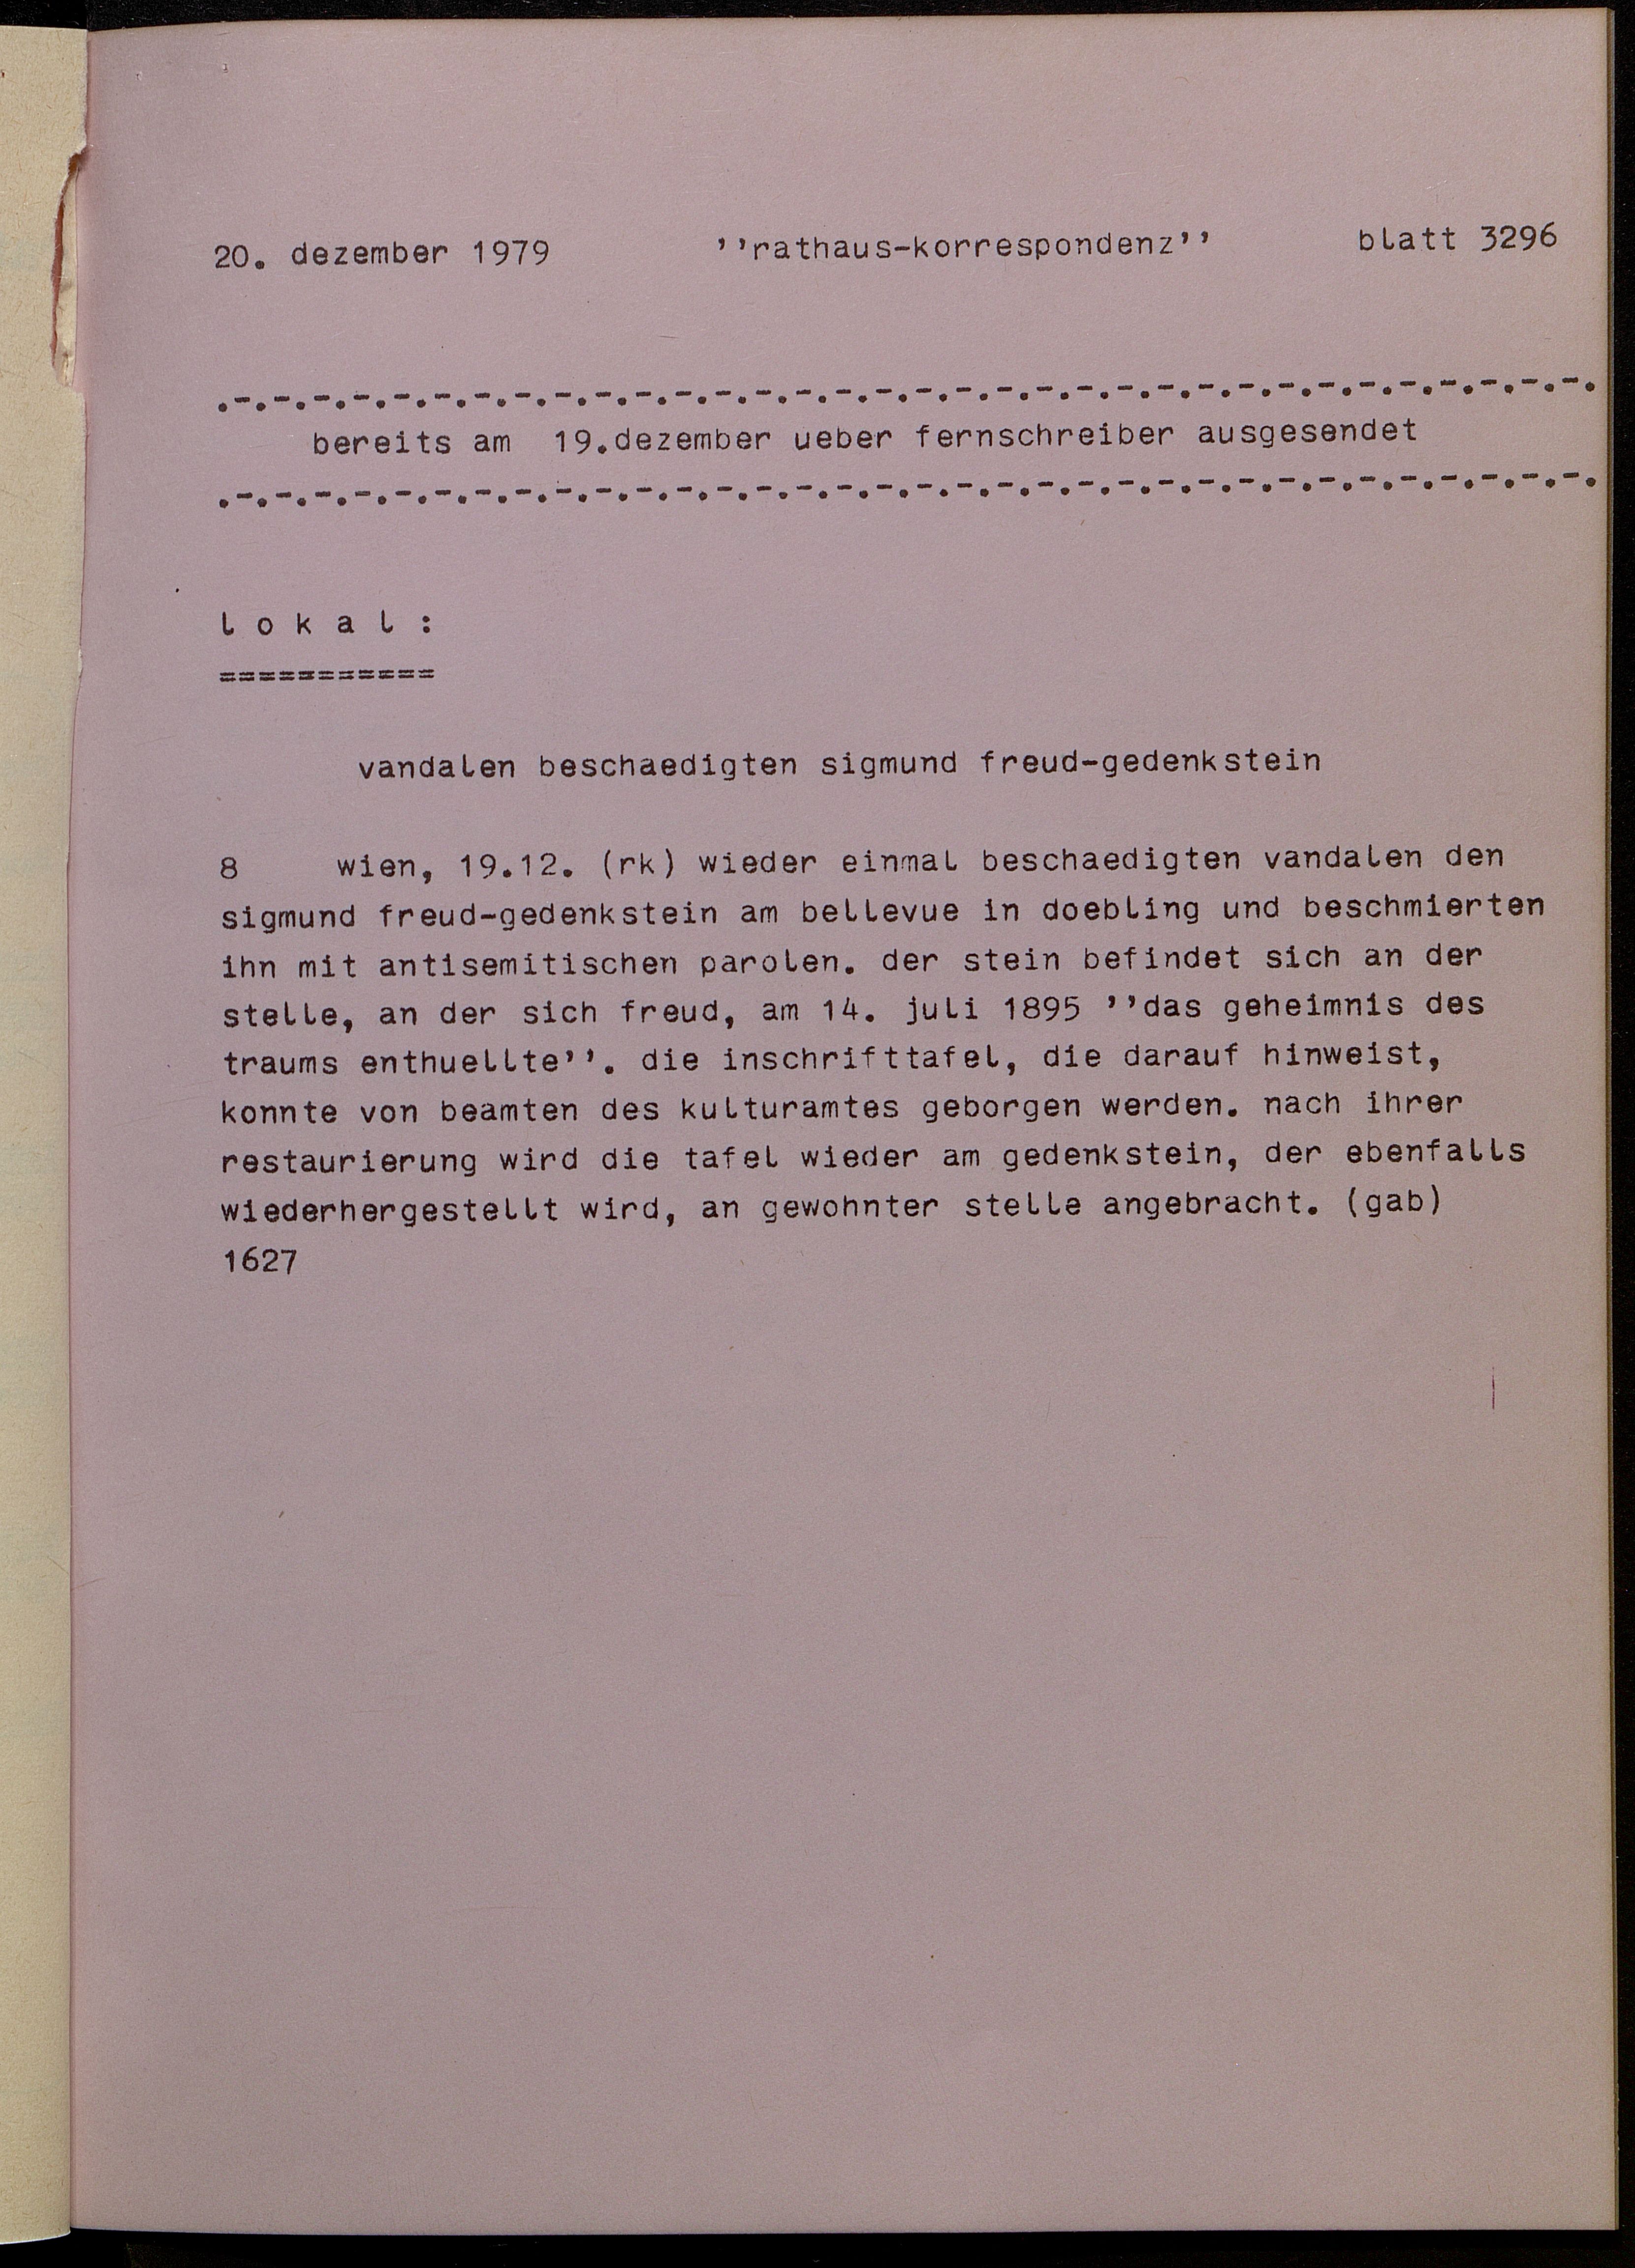 20. dezember 1979 ’’rathaus-korrespondenz’’ blatt 3296
.-.-.-.-.-.-.-.-.-.-.-.-.-.-.-.-.-.-.-.-.-.-.-.-.-.-.-.-.-.-.-.-.-.-.
bereits am 19.dezember ueber fernschreiber ausgesendet
.-.-.-.-.-.-.-.-.-.-.-.-.-.-.-.-.-.-.-.-.-.-.-.-.-.-.-.-.-.-.-.-.-.-.
l o k a l :
===========
vandalen beschaedigten sigmund freud-gedenkstein
8 wien, 19.12. (rk) wieder einmal beschaedigten vandalen den
sigmund freud-gedenkstein am bellevue in doebling und beschmierten
ihn mit antisemitischen parolen. der stein befindet sich an der
stelle, an der sich freud, am 14. juli 1895 ’’das geheimnis des
traums enthuellte’’. die inschrifttafel, die darauf hinweist,
konnte von beamten des kulturamtes geborgen werden. nach ihrer
restaurierung wird die tafel wieder am gedenkstein, der ebenfalls
wiederhergestellt wird, an gewohnter stelle angebracht. (gab)
1627